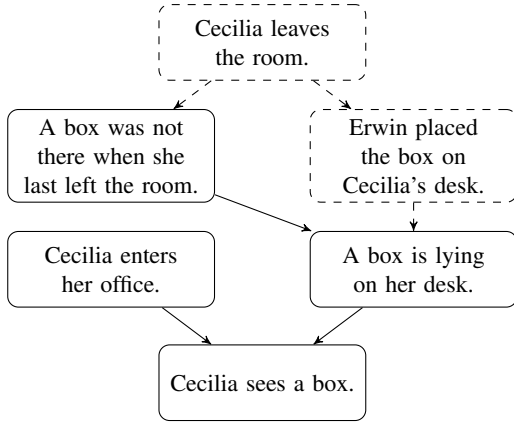 Cecilia leaves
the room.
A box was not
there when she
last left the room.
Erwin placed
the box on
Cecilia's desk.
Cecilia enters
her office.
A box is lying
on her desk.
Cecilia sees a box.